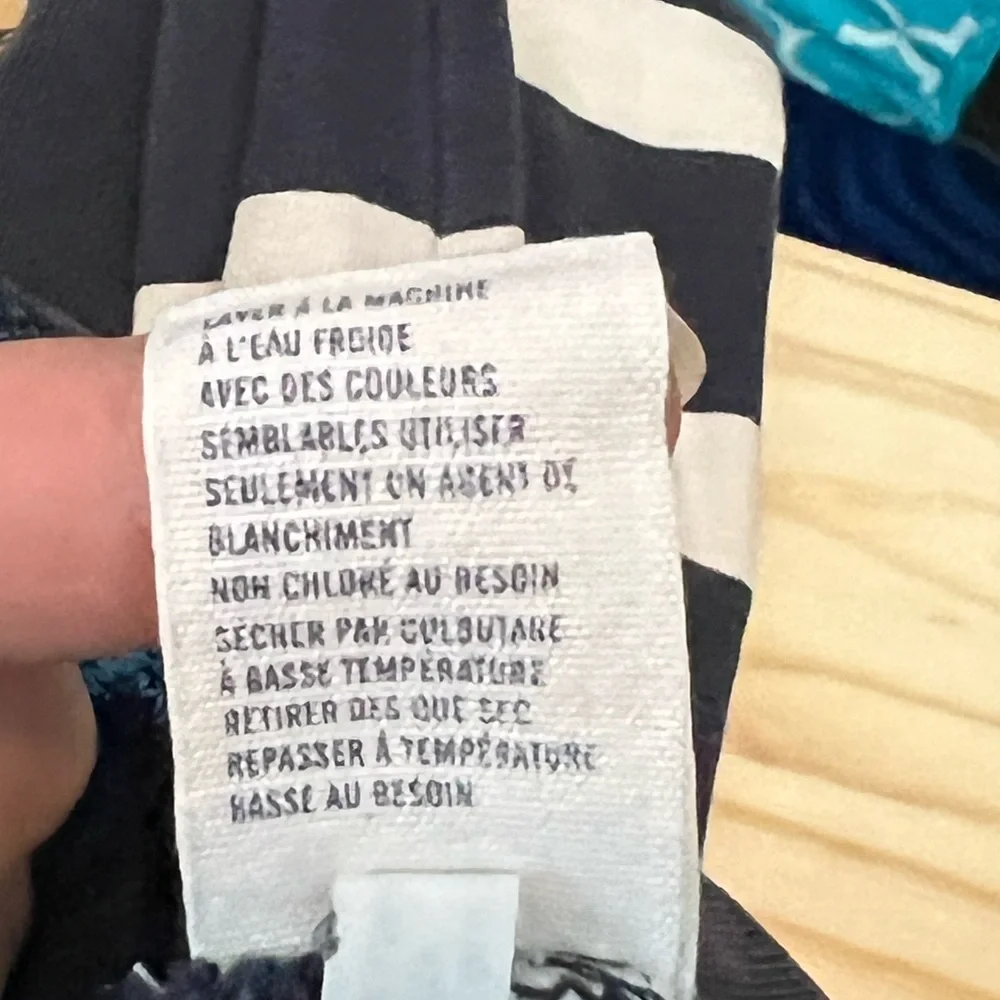 LAVER À LA MACHINE
À L'EAU FROIDE
AVEC DES COULEURS
SEMBLABLES UTILISER
SEULEMENT UN AGENT DE
BLANCHIMENT
NON CHLORÉ AU BESOIN
SÉCHER PAR CULBUTAGE
À BASSE TEMPÉRATURE
RETIRER DES QUE SEC
REPASSER À TEMPÉRATURE
BASSE AU BESOIN